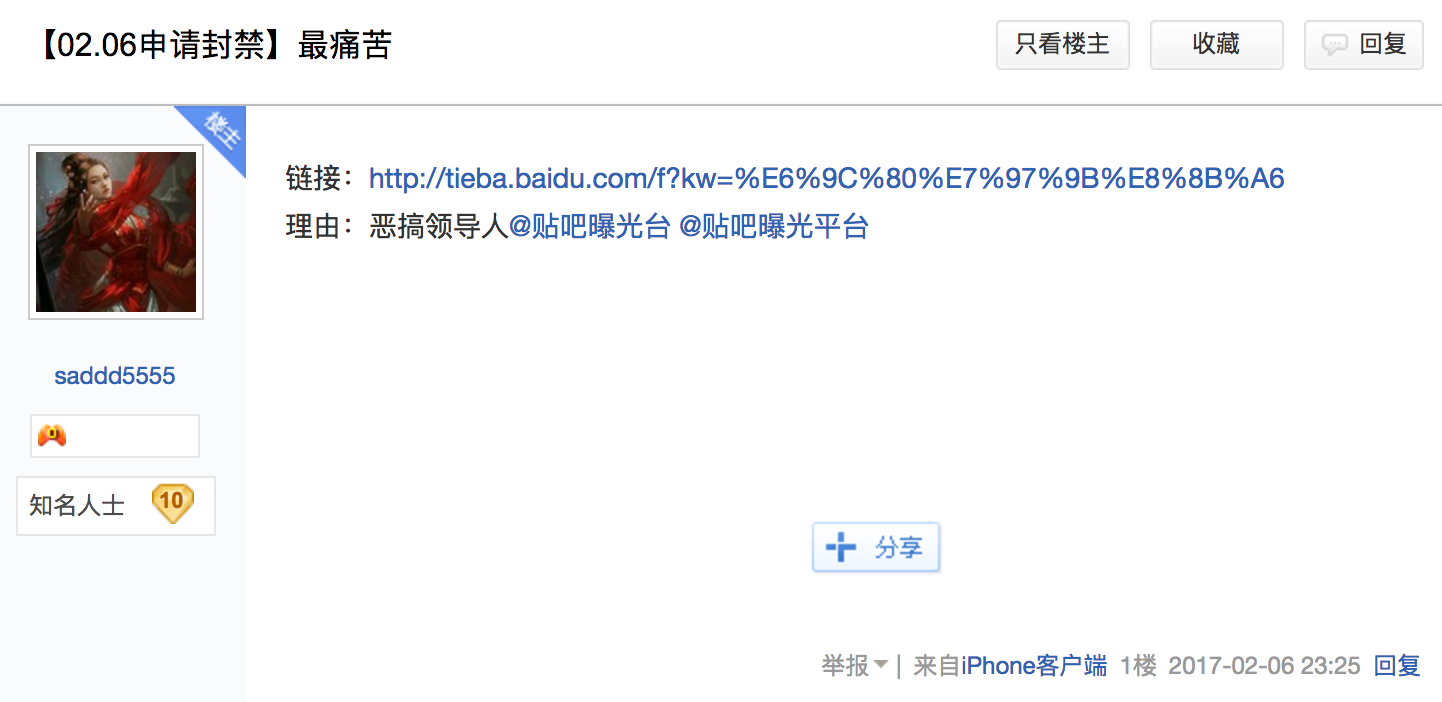 【02.06申请封禁】最痛苦
只看楼主
收藏
回复
楼主
链接：http://tieba.baidu.com/f?kw=%E6%9C%80%E7%97%9B%E8%8B%A6
理由：恶搞领导人@贴吧曝光台 @贴吧曝光平台
saddd5555
知名人士 10
分享
举报 | 来自iPhone客户端 1楼 2017-02-06 23:25 回复